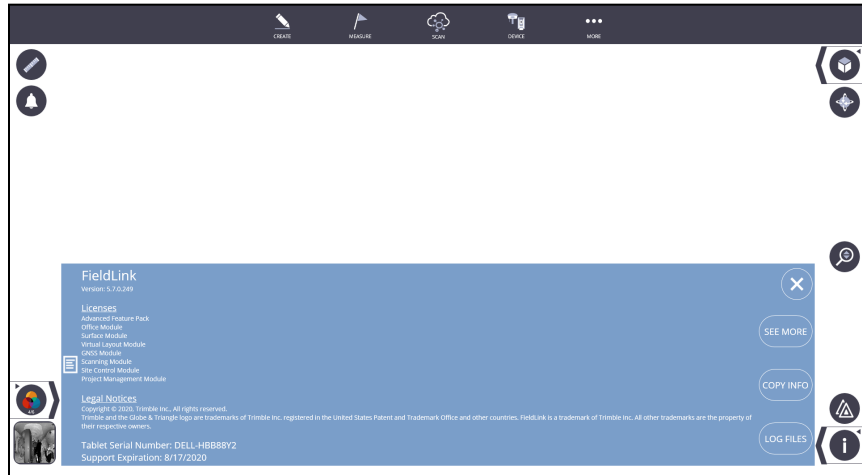 CREATE
MEASURE
SCAN
DEVICE
MORE
FieldLink
Version: 5.7.0.249
Licenses
Advanced Feature Pack
Office Module
Surface Module
Virtual Layout Module
GNSS Module
Scanning Module
Site Control Module
Project Management Module
Legal Notices
Copyright © 2020. Trimble Inc., All rights reserved.
Trimble and the Globe & Triangle logo are trademarks of Trimble Inc. registered in the United States Patent and Trademark Office and other countries. FieldLink is a trademark of Trimble Inc. All other trademarks are the property of
their respective owners.
Tablet Serial Number: DELL-HBB88Y2
Support Expiration: 8/17/2020
SEE MORE
COPY INFO
LOG FILES